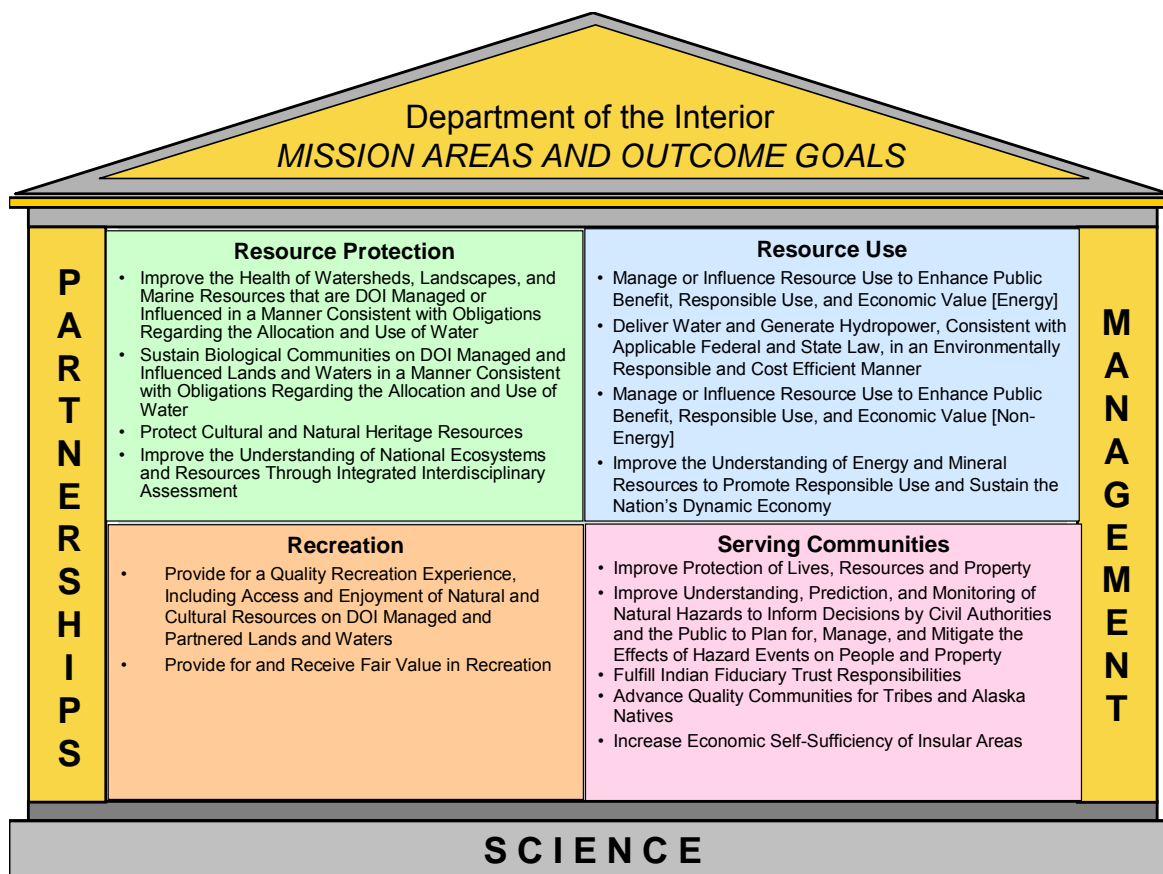 Department of the Interior
MISSION AREAS AND OUTCOME GOALS
PARTNERSHIPS
Resource Protection
• Improve the Health of Watersheds, Landscapes, and
Marine Resources that are DOI Managed or
Influenced in a Manner Consistent with Obligations
Regarding the Allocation and Use of Water
• Sustain Biological Communities on DOI Managed and
Influenced Lands and Waters in a Manner Consistent
with Obligations Regarding the Allocation and Use of
Water
• Protect Cultural and Natural Heritage Resources
• Improve the Understanding of National Ecosystems
and Resources Through Integrated Interdisciplinary
Assessment
Resource Use
• Manage or Influence Resource Use to Enhance Public
Benefit, Responsible Use, and Economic Value [Energy]
• Deliver Water and Generate Hydropower, Consistent with
Applicable Federal and State Law, in an Environmentally
Responsible and Cost Efficient Manner
• Manage or Influence Resource Use to Enhance Public
Benefit, Responsible Use, and Economic Value [Non-
Energy]
• Improve the Understanding of Energy and Mineral
Resources to Promote Responsible Use and Sustain the
Nation's Dynamic Economy
Recreation
• Provide for a Quality Recreation Experience,
Including Access and Enjoyment of Natural and
Cultural Resources on DOI Managed and
Partnered Lands and Waters
• Provide for and Receive Fair Value in Recreation
Serving Communities
• Improve Protection of Lives, Resources and Property
• Improve Understanding, Prediction, and Monitoring of
Natural Hazards to Inform Decisions by Civil Authorities
and the Public to Plan for, Manage, and Mitigate the
Effects of Hazard Events on People and Property
• Fulfill Indian Fiduciary Trust Responsibilities
• Advance Quality Communities for Tribes and Alaska
Natives
• Increase Economic Self-Sufficiency of Insular Areas
MANAGEMENT
SCIENCE